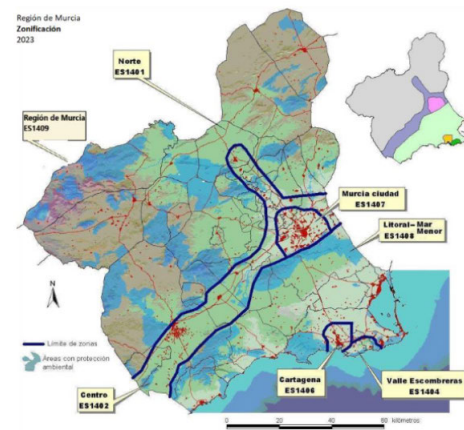 Región de Murcia
Zonificación
2023
Norte
ES1401
Región de Murcia
ES1409
Murcia ciudad
ES1407
Litoral-Mar
Menor
ES1408
N
Límite de zonas
Áreas con protección
ambiental
Centro
ES1402
Cartagena
ES1406
Valle Escombreras
ES1404
0
20
40
60
kilómetros